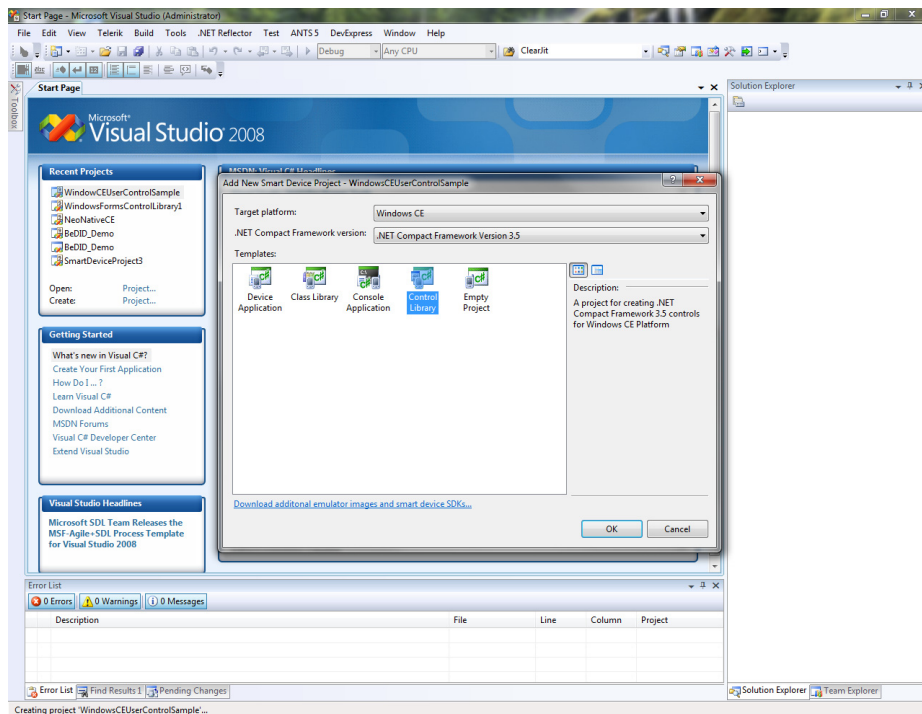 Start Page - Microsoft Visual Studio (Administrator)
File Edit View Telerik Build Tools .NET Reflector Test ANTS 5 DevExpress Window Help
Debug Any CPU ClearJit
Toolbox
Start Page
Microsoft®
Visual Studio 2008
Recent Projects
WindowCEUserControlSample
WindowsFormsControlLibrary1
NeoNativeCE
BeDID_Demo
BeDID_Demo
SmartDeviceProject3
Open: Project...
Create: Project...
Getting Started
What's new in Visual C#?
Create Your First Application
How Do I ... ?
Learn Visual C#
Download Additional Content
MSDN Forums
Visual C# Developer Center
Extend Visual Studio
Visual Studio Headlines
Microsoft SDL Team Releases the
MSF-Agile+SDL Process Template
for Visual Studio 2008
MSDN: Visual C# Headlines
Add New Smart Device Project - WindowsCEUserControlSample
Target platform: Windows CE
.NET Compact Framework version: .NET Compact Framework Version 3.5
Templates:
Device Application
Class Library
Console Application
Control Library
Empty Project
Description:
A project for creating .NET
Compact Framework 3.5 controls
for Windows CE Platform
Download additonal emulator images and smart device SDKs...
OK Cancel
Solution Explorer
Error List
0 Errors 0 Warnings 0 Messages
Description File Line Column Project
Error List Find Results 1 Pending Changes
Solution Explorer Team Explorer
Creating project 'WindowsCEUserControlSample'...